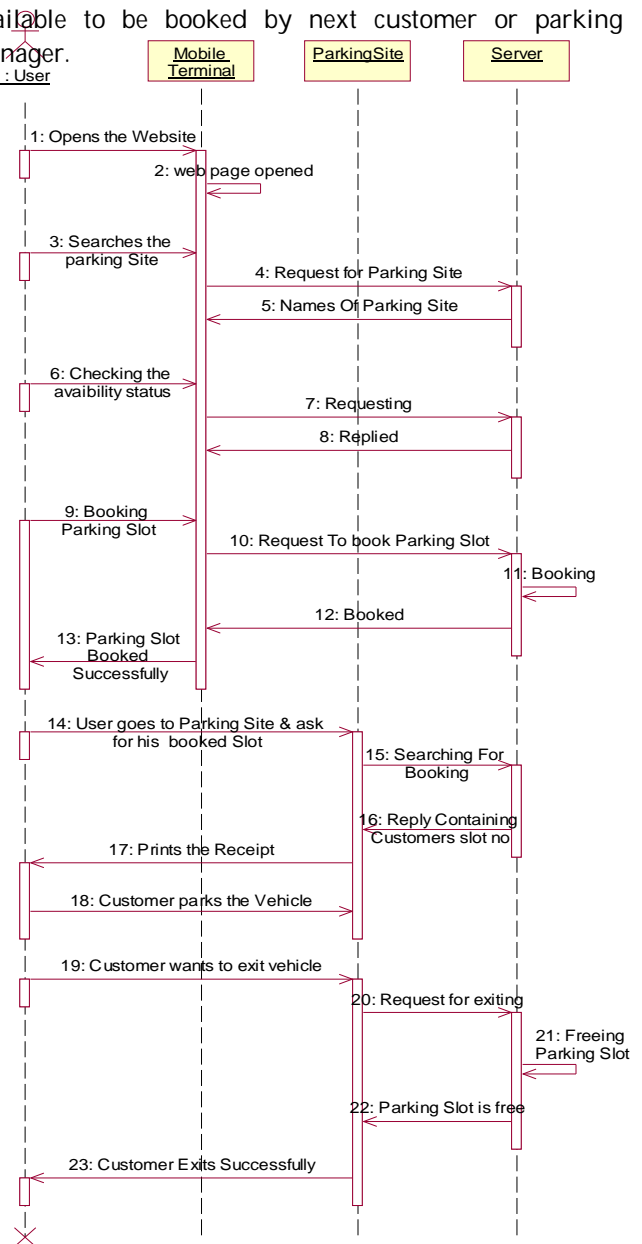 ailable to be booked by next customer or parking
nager.
: User
Mobile
Terminal
ParkingSite
Server
1: Opens the Website
2: web page opened
3: Searches the
parking Site
4: Request for Parking Site
5: Names Of Parking Site
6: Checking the
avaibility status
7: Requesting
8: Replied
9: Booking
Parking Slot
10: Request To book Parking Slot
11: Booking
12: Booked
13: Parking Slot
Booked
Successfully
14: User goes to Parking Site & ask
for his booked Slot
15: Searching For
Booking
16: Reply Containing
Customers slot no
17: Prints the Receipt
18: Customer parks the Vehicle
19: Customer wants to exit vehicle
20: Request for exiting
21: Freeing
Parking Slot
22: Parking Slot is free
23: Customer Exits Successfully